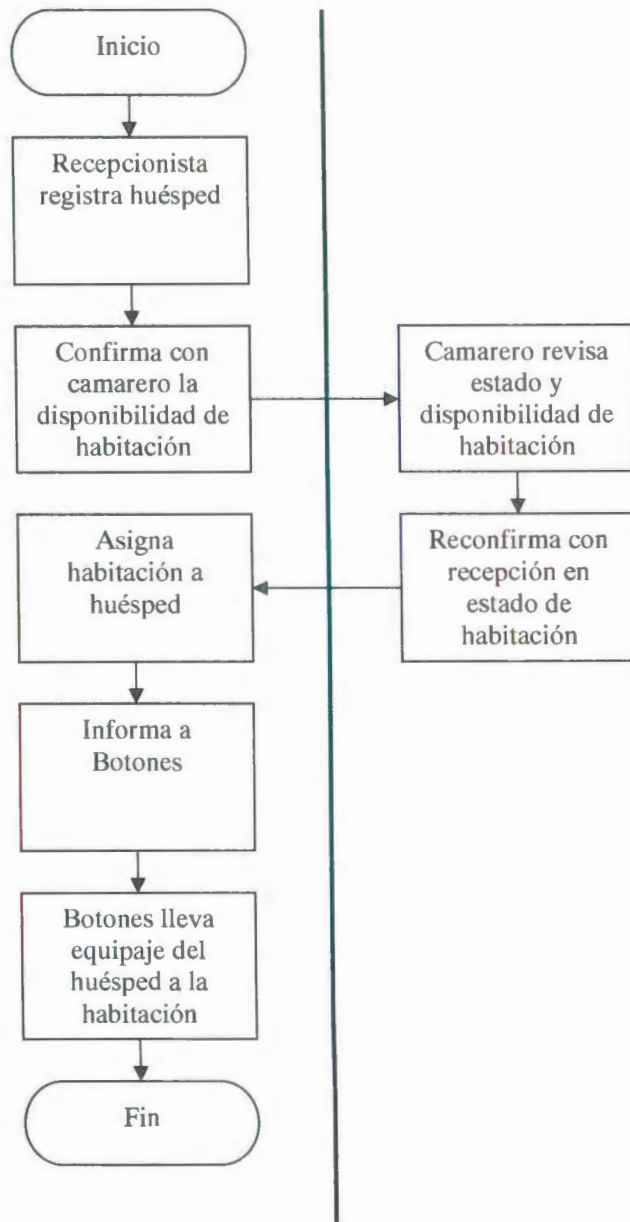 Inicio
Recepcionista
registra huésped
Confirma con
camarero la
disponibilidad de
habitación
Camarero revisa
estado y
disponibilidad de
habitación
Reconfirma con
recepción en
estado de
habitación
Asigna
habitación a
huésped
Informa a
Botones
Botones lleva
equipaje del
huésped a la
habitación
Fin